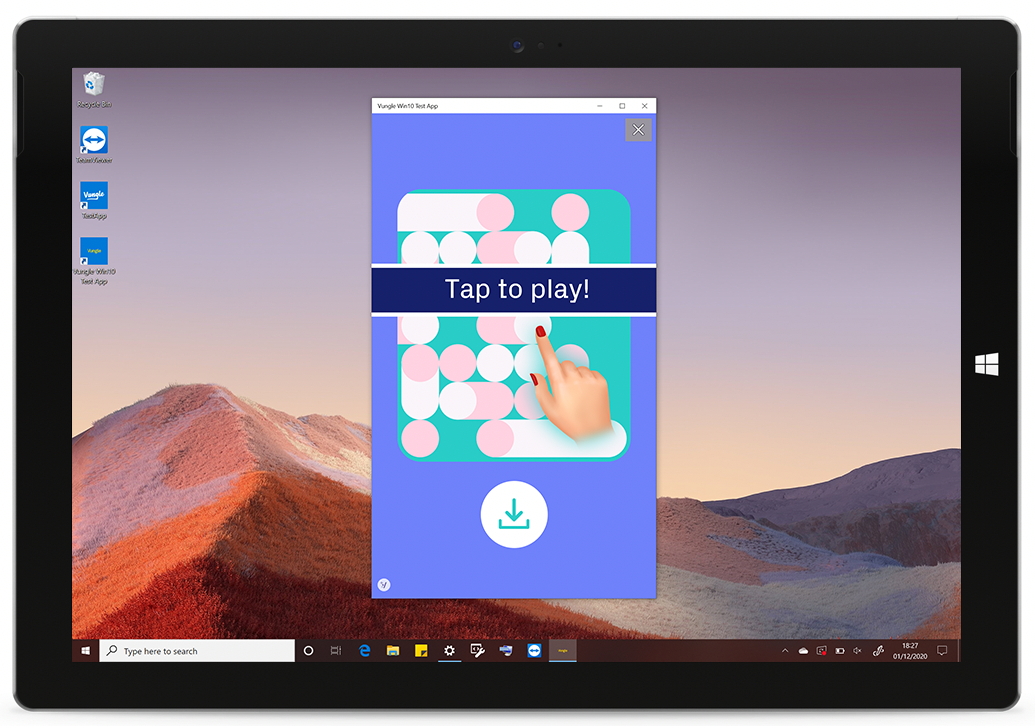 Recycle Bin
TeamViewer
Vungle
TestApp
Vungle
Vungle Win10
Test App
Vungle Win10 Test App
Tap to play!
Type here to search
Vungle
18:27
01/12/2020